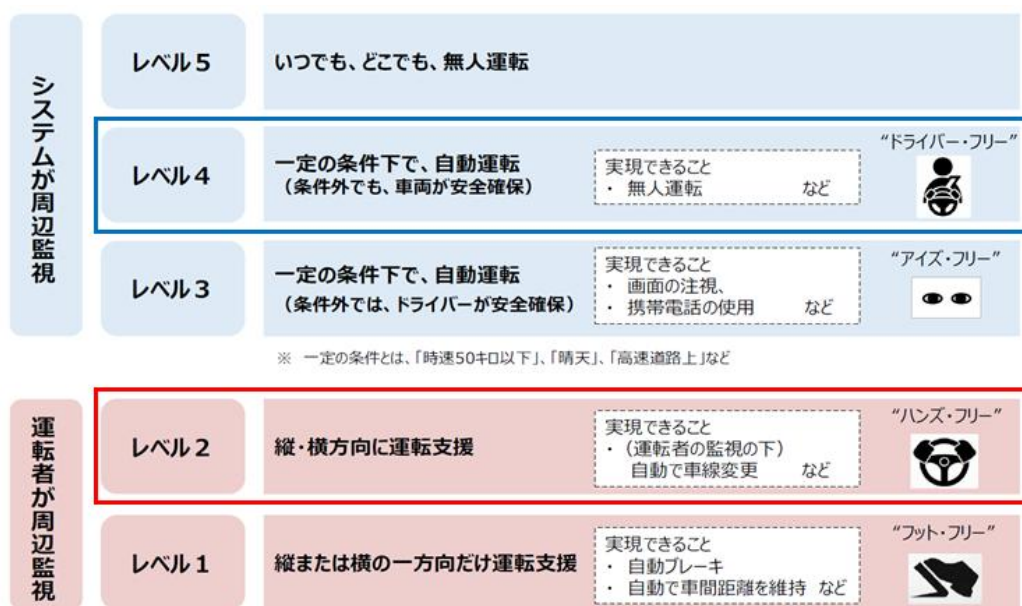 システムが周辺監視
レベル5
いつでも、どこでも、無人運転
レベル4
一定の条件下で、自動運転
（条件外でも、車両が安全確保）
実現できること
・ 無人運転 など
“ドライバー・フリー”
レベル3
一定の条件下で、自動運転
（条件外では、ドライバーが安全確保）
実現できること
・ 画面の注視、
・ 携帯電話の使用 など
“アイズ・フリー”
※ 一定の条件とは、「時速50キロ以下」、「晴天」、「高速道路上」など
運転者が周辺監視
レベル2
縦・横方向に運転支援
実現できること
・（運転者の監視の下）
自動で車線変更 など
“ハンズ・フリー”
レベル1
縦または横の一方向だけ運転支援
実現できること
・ 自動ブレーキ
・ 自動で車間距離を維持 など
“フット・フリー”